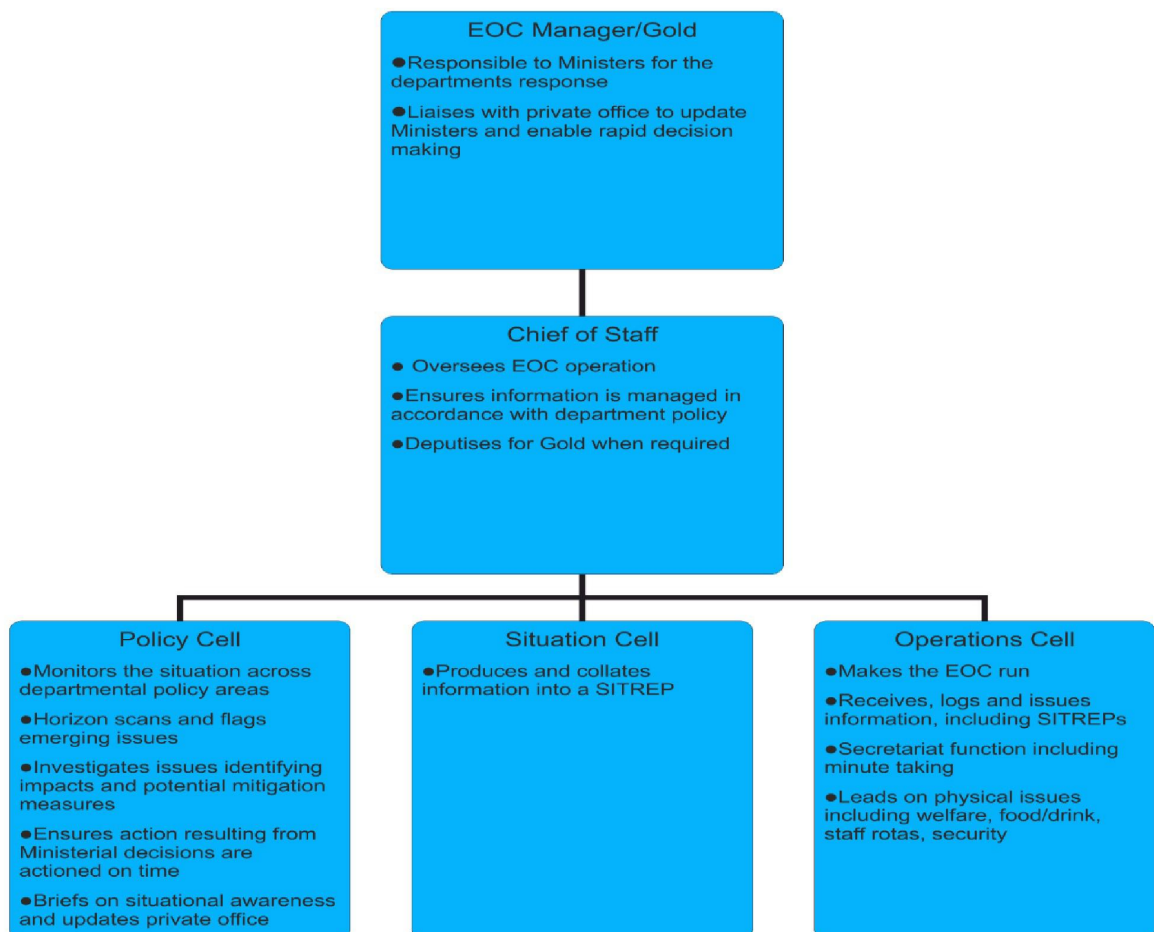 EOC Manager/Gold
●Responsible to Ministers for the
departments response
●Liaises with private office to update
Ministers and enable rapid decision
making
Chief of Staff
● Oversees EOC operation
●Ensures information is managed in
accordance with department policy
●Deputises for Gold when required
Policy Cell
●Monitors the situation across
departmental policy areas
●Horizon scans and flags
emerging issues
●Investigates issues identifying
impacts and potential mitigation
measures
●Ensures action resulting from
Ministerial decisions are
actioned on time
●Briefs on situational awareness
and updates private office
Situation Cell
●Produces and collates
information into a SITREP
Operations Cell
●Makes the EOC run
●Receives, logs and issues
information, including SITREPs
●Secretariat function including
minute taking
●Leads on physical issues
including welfare, food/drink,
staff rotas, security